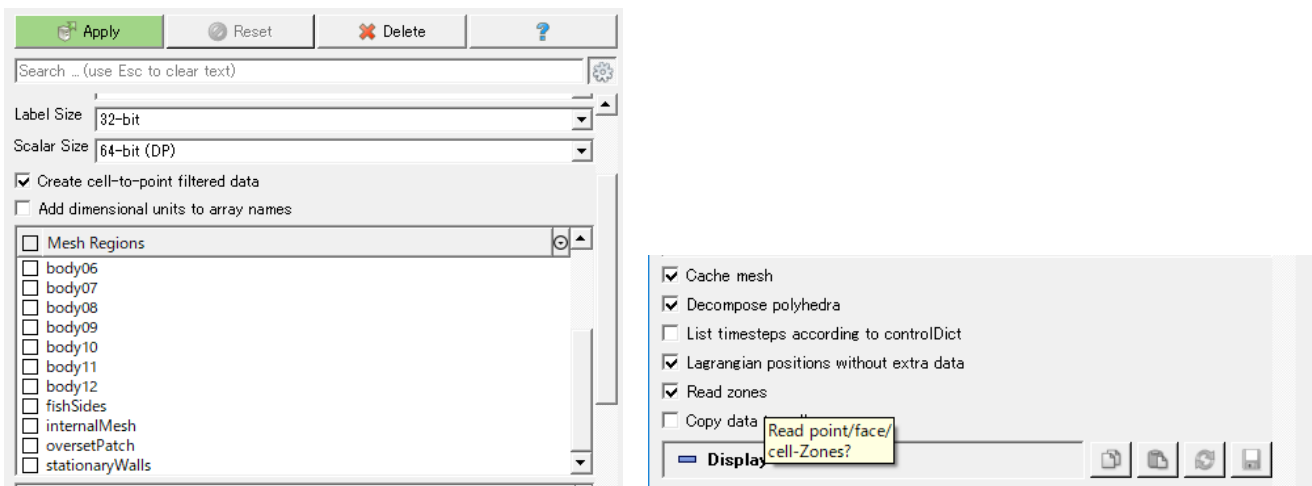 Apply
Reset
Delete
?
Search ... (use Esc to clear text)
Label Size
32-bit
Scalar Size
64-bit (DP)
Create cell-to-point filtered data
Add dimensional units to array names
Mesh Regions
body06
body07
body08
body09
body10
body11
body12
fishSides
internalMesh
oversetPatch
stationaryWalls
Cache mesh
Decompose polyhedra
List timesteps according to controlDict
Lagrangian positions without extra data
Read zones
Copy data
Read point/face/
cell-Zones?
Display